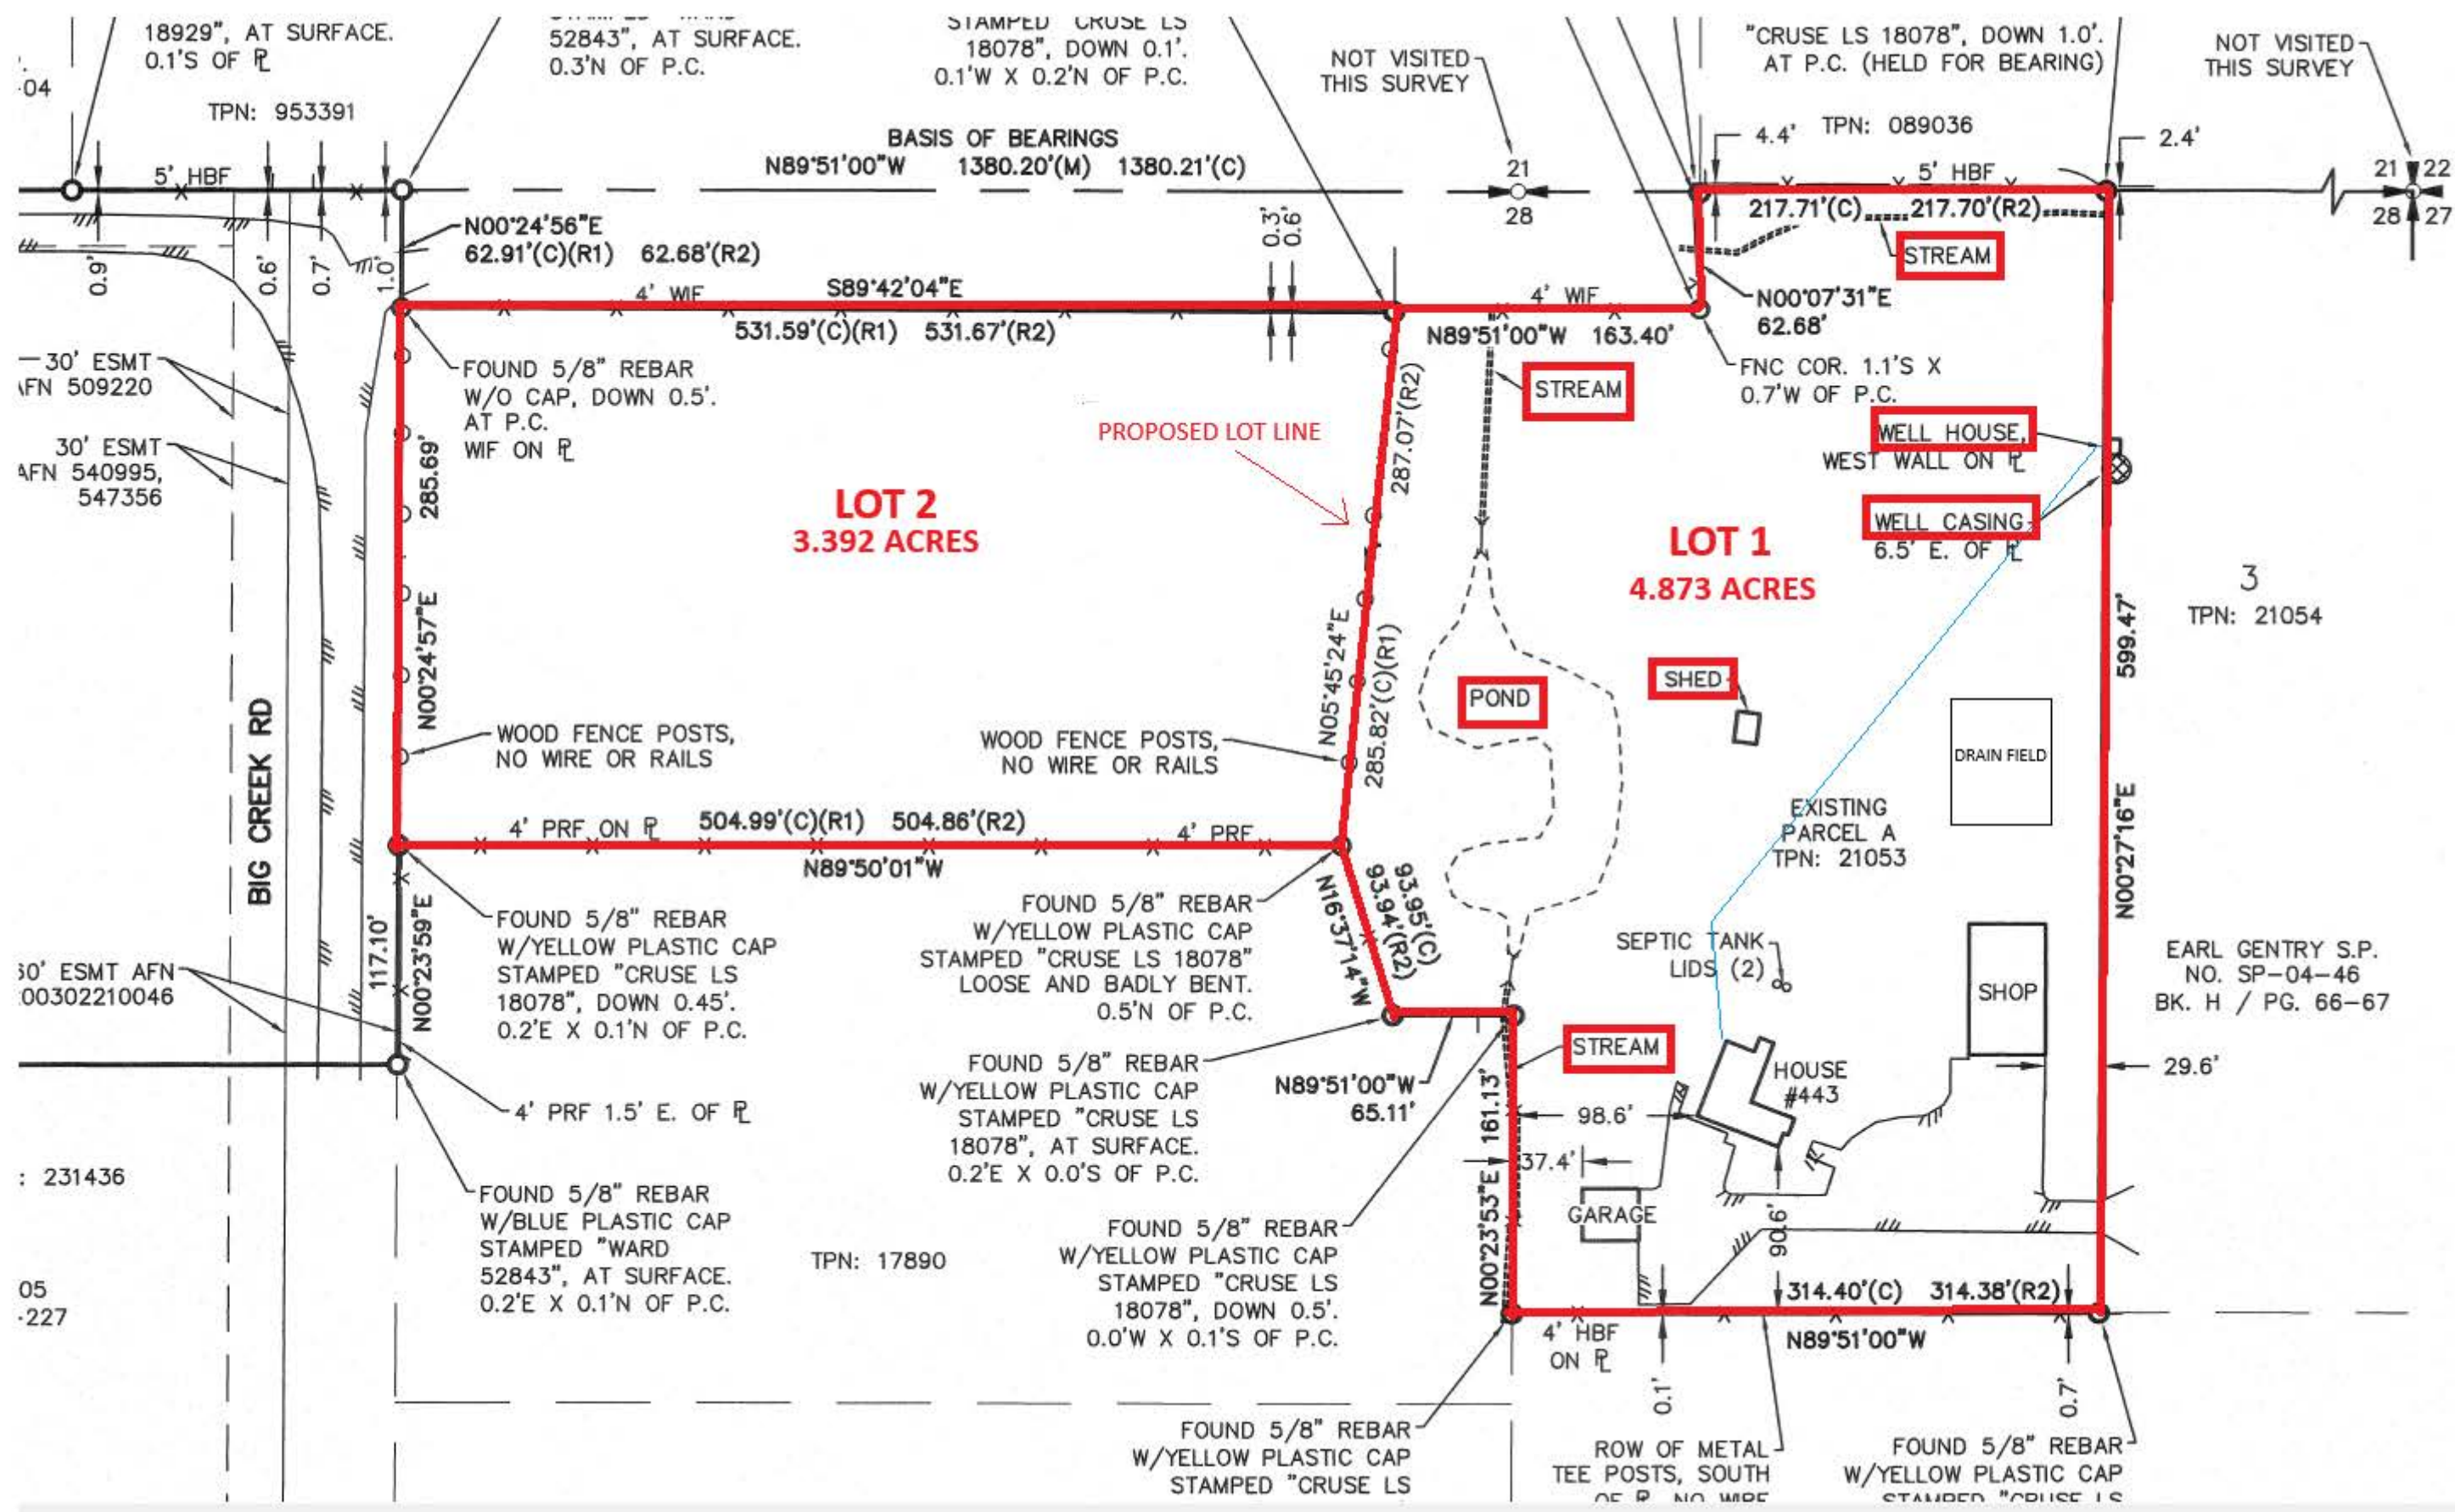 18929", AT SURFACE.
0.1'S OF ℄
-04
TPN: 953391
52843", AT SURFACE.
0.3'N OF P.C.
STAMPED "CRUSE LS
18078", DOWN 0.1'.
0.1'W X 0.2'N OF P.C.
NOT VISITED
THIS SURVEY
"CRUSE LS 18078", DOWN 1.0'.
AT P.C. (HELD FOR BEARING)
NOT VISITED
THIS SURVEY
BASIS OF BEARINGS
N89°51'00"W 1380.20'(M) 1380.21'(C)
4.4'
TPN: 089036
2.4'
5' HBF
21
28
5' HBF
21 22
28 27
217.71'(C) 217.70'(R2)
STREAM
N00°24'56"E
62.91'(C)(R1) 62.68'(R2)
0.9'
0.6'
0.7'
1.0'
0.3'
0.6'
4' WIF
S89°42'04"E
531.59'(C)(R1) 531.67'(R2)
4' WIF
N89°51'00"W 163.40'
N00°07'31"E
62.68'
30' ESMT
AFN 509220
30' ESMT
AFN 540995,
547356
FOUND 5/8" REBAR
W/O CAP, DOWN 0.5'.
AT P.C.
WIF ON ℄
STREAM
FNC COR. 1.1'S X
0.7'W OF P.C.
PROPOSED LOT LINE
287.07'(R2)
WELL HOUSE,
WEST WALL ON ℄
285.69'
LOT 2
3.392 ACRES
LOT 1
4.873 ACRES
WELL CASING
6.5' E. OF ℄
3
TPN: 21054
N00°24'57"E
N05°45'24"E
285.82'(C)(R1)
599.47'
POND
SHED
BIG CREEK RD
WOOD FENCE POSTS,
NO WIRE OR RAILS
WOOD FENCE POSTS,
NO WIRE OR RAILS
DRAIN FIELD
4' PRF ON ℄
504.99'(C)(R1) 504.86'(R2)
4' PRF
N89°50'01"W
EXISTING
PARCEL A
TPN: 21053
N00°27'16"E
117.10'
N00°23'59"E
FOUND 5/8" REBAR
W/YELLOW PLASTIC CAP
STAMPED "CRUSE LS
18078", DOWN 0.45'.
0.2'E X 0.1'N OF P.C.
FOUND 5/8" REBAR
W/YELLOW PLASTIC CAP
STAMPED "CRUSE LS 18078"
LOOSE AND BADLY BENT.
0.5'N OF P.C.
93.95'(C)
93.94'(R2)
N16°37'14"W
SEPTIC TANK
LIDS (2)
SHOP
EARL GENTRY S.P.
NO. SP-04-46
BK. H / PG. 66-67
ESMT AFN
00302210046
4' PRF 1.5' E. OF ℄
FOUND 5/8" REBAR
W/YELLOW PLASTIC CAP
STAMPED "CRUSE LS
18078", AT SURFACE.
0.2'E X 0.0'S OF P.C.
N89°51'00"W
65.11'
STREAM
161.13'
98.6'
HOUSE
#443
29.6'
: 231436
FOUND 5/8" REBAR
W/BLUE PLASTIC CAP
STAMPED "WARD
52843", AT SURFACE.
0.2'E X 0.1'N OF P.C.
TPN: 17890
FOUND 5/8" REBAR
W/YELLOW PLASTIC CAP
STAMPED "CRUSE LS
18078", DOWN 0.5'.
0.0'W X 0.1'S OF P.C.
N00°23'53"E
37.4'
GARAGE
90.6'
05
-227
314.40'(C) 314.38'(R2)
4' HBF
ON ℄
N89°51'00"W
0.1'
0.7'
FOUND 5/8" REBAR
W/YELLOW PLASTIC CAP
STAMPED "CRUSE LS
ROW OF METAL
TEE POSTS, SOUTH
OF ℄ NO WIRE
FOUND 5/8" REBAR
W/YELLOW PLASTIC CAP
STAMPED "CRUSE LS